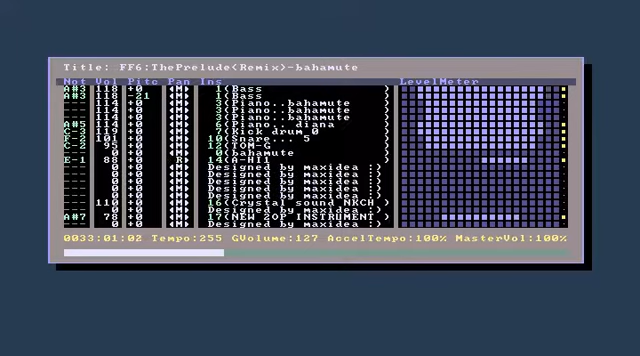 Title: FF6:ThePrelude(Remix)-bahamute
Not Vol Pitc Pan Ins LevelMeter
A#3 118 +0 ◀M▶ 1(Bass )
A#3 118 -21 ◀M▶ 1(Bass )
--- 114 +0 ◀M▶ 3(Piano..bahamute )
--- 114 +0 ◀M▶ 3(Piano..bahamute )
--- 114 +0 ◀M▶ 3(Piano..bahamute )
A#5 114 +0 ◀M▶ 6(Piano.. diana )
C-3 119 +0 ◀M▶ 7(Kick drum 0 )
F-2 101 +0 ◀M▶ 10(Snare... 5 )
C-2 95 +0 ◀M▶ 12(TOM-G )
--- 0 +0 ◀M▶ 0(bahamute )
E-1 88 +0 R▶ 14(A-HI1 )
--- 0 +0 ◀M▶ Designed by maxidea :)
--- 0 +0 ◀M▶ Designed by maxidea :)
--- 0 +0 ◀M▶ Designed by maxidea :)
--- 0 +0 ◀M▶ Designed by maxidea :)
--- 0 +0 ◀M▶ Designed by maxidea :)
--- 110 +0 ◀M▶ 16(Crystal sound NKCH )
--- 0 +0 ◀M▶ Designed by maxidea :)
A#7 78 +0 ◀M▶ 17(NEW 2OP INSTRUMENT )
0033:01:02 Tempo:255 GVolume:127 AccelTempo:100% MasterVol:100%